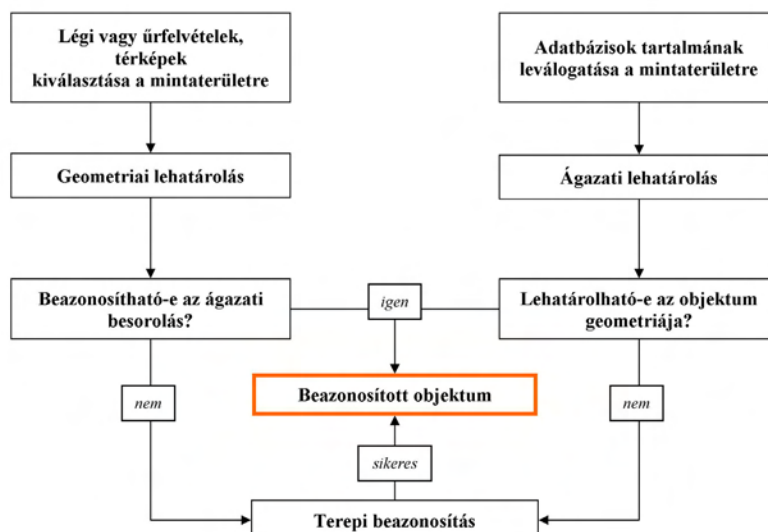 Légi vagy űrfelvételek,
térképek
kiválasztása a mintaterületre
Adatbázisok tartalmának
leválogatása a mintaterületre
Geometriai lehatárolás
Ágazati lehatárolás
Beazonosítható-e az ágazati
besorolás?
igen
Lehatárolható-e az objektum
geometriája?
nem
Beazonosított objektum
nem
sikeres
Terepi beazonosítás